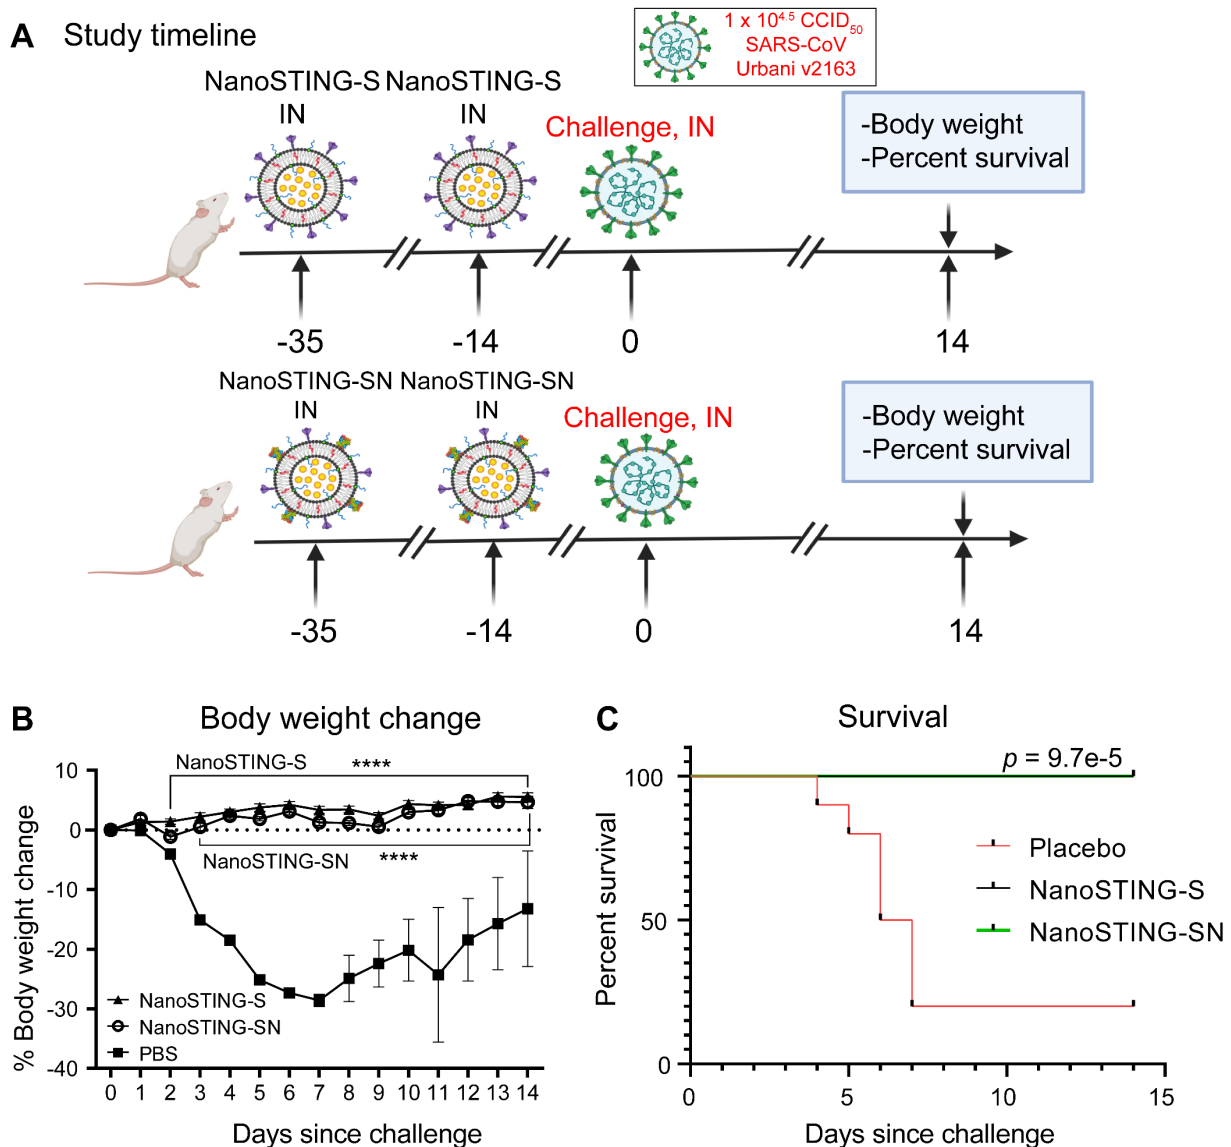 A Study timeline
1 x 10^4.5 CCID50
SARS-CoV
Urbani v2163
NanoSTING-S NanoSTING-S
IN IN
Challenge, IN
-Body weight
-Percent survival
-35 -14 0 14
NanoSTING-SN NanoSTING-SN
IN IN
Challenge, IN
-Body weight
-Percent survival
-35 -14 0 14
B Body weight change
% Body weight change
10
0
-10
-20
-30
-40
NanoSTING-S ****
NanoSTING-SN ****
NanoSTING-S
NanoSTING-SN
PBS
0 1 2 3 4 5 6 7 8 9 10 11 12 13 14
Days since challenge
C Survival
Percent survival
100
50
0
p = 9.7e-5
Placebo
NanoSTING-S
NanoSTING-SN
0 5 10 15
Days since challenge